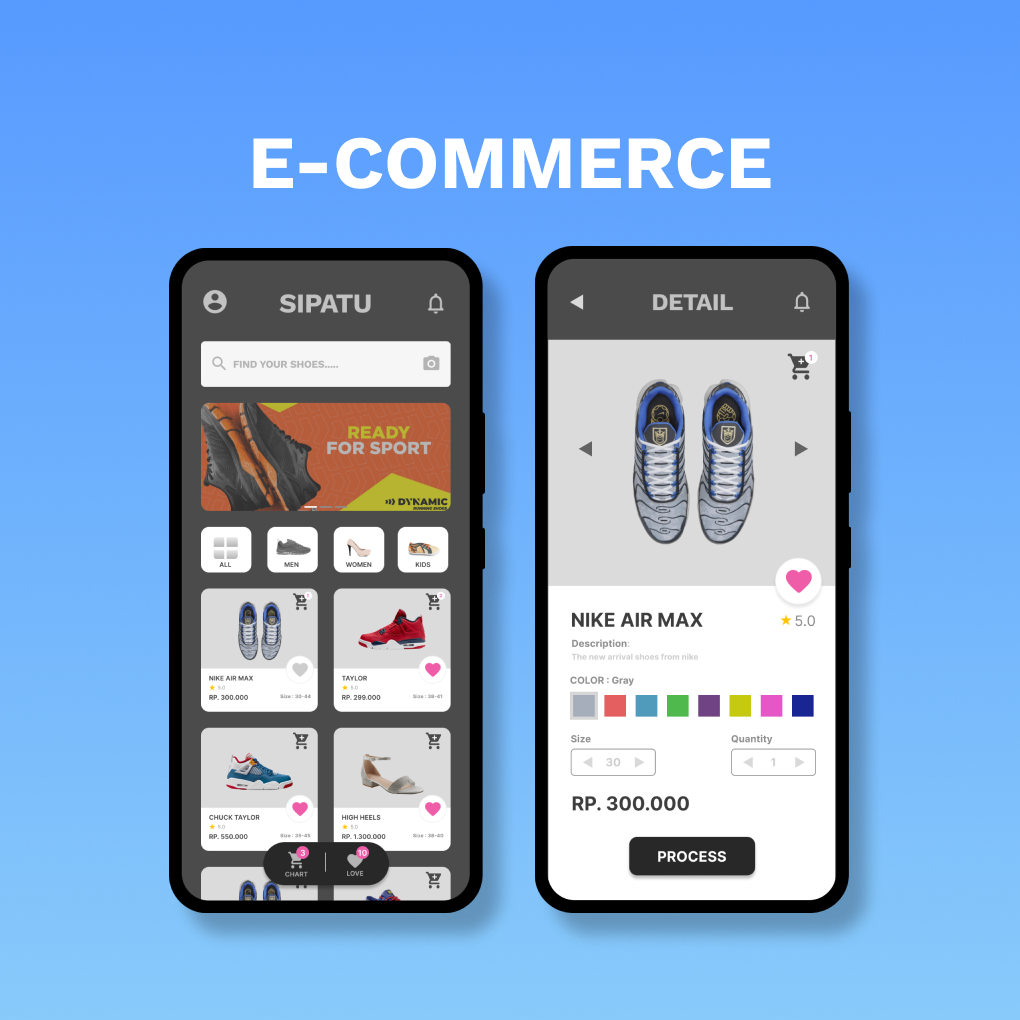 E-COMMERCE
SIPATU
FIND YOUR SHOES.....
READY
FOR SPORT
DYNAMIC
RUNNING SHOES
ALL
MEN
WOMEN
KIDS
NIKE AIR MAX
5.0
RP. 300.000
Size : 30-44
TAYLOR
5.0
RP. 299.000
Size : 38-41
CHUCK TAYLOR
5.0
RP. 550.000
Size : 35-45
HIGH HEELS
5.0
RP. 1.300.000
Size : 38-40
3
CHART
10
LOVE
DETAIL
1
NIKE AIR MAX
5.0
Description:
The new arrival shoes from nike
COLOR : Gray
Size
Quantity
30
1
RP. 300.000
PROCESS